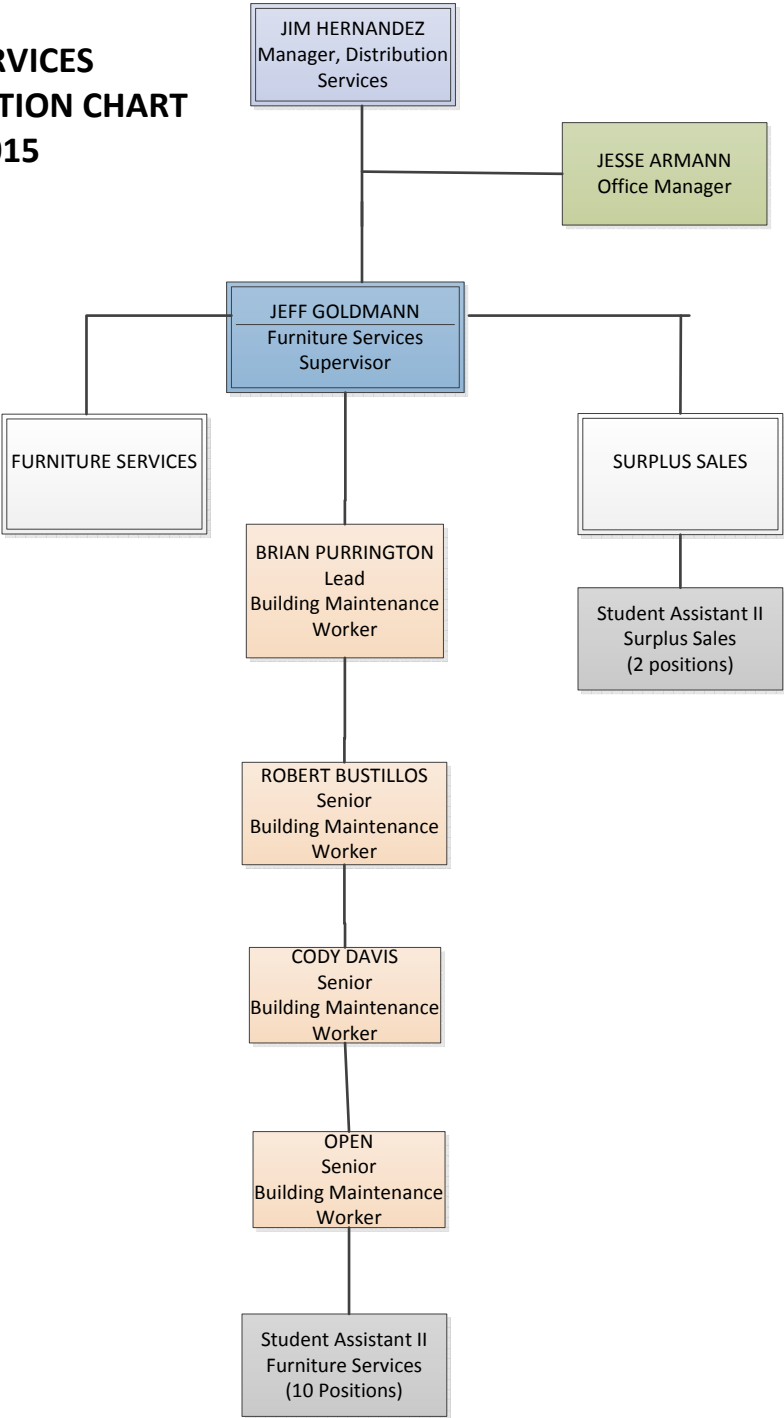 RVICES
TION CHART
015
JIM HERNANDEZ
Manager, Distribution
Services
JESSE ARMANN
Office Manager
JEFF GOLDMANN
Furniture Services
Supervisor
FURNITURE SERVICES
SURPLUS SALES
BRIAN PURRINGTON
Lead
Building Maintenance
Worker
Student Assistant II
Surplus Sales
(2 positions)
ROBERT BUSTILLOS
Senior
Building Maintenance
Worker
CODY DAVIS
Senior
Building Maintenance
Worker
OPEN
Senior
Building Maintenance
Worker
Student Assistant II
Furniture Services
(10 Positions)